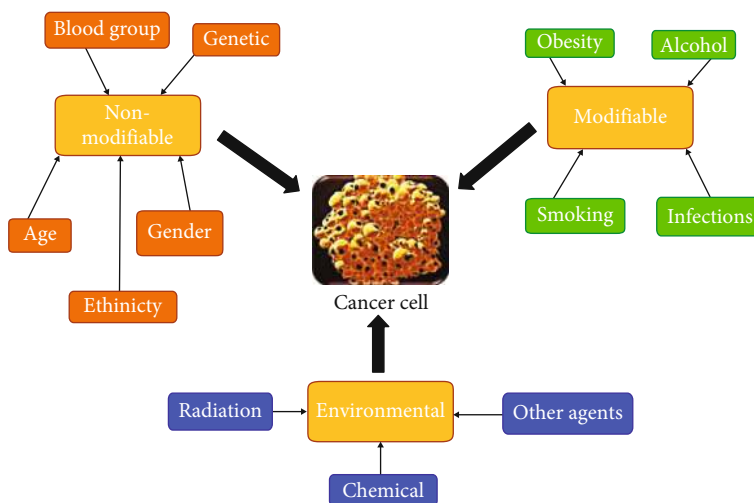 Blood group
Genetic
Non-
modifiable
Age
Gender
Ethinicty
Obesity
Alcohol
Modifiable
Smoking
Infections
Cancer cell
Radiation
Environmental
Other agents
Chemical